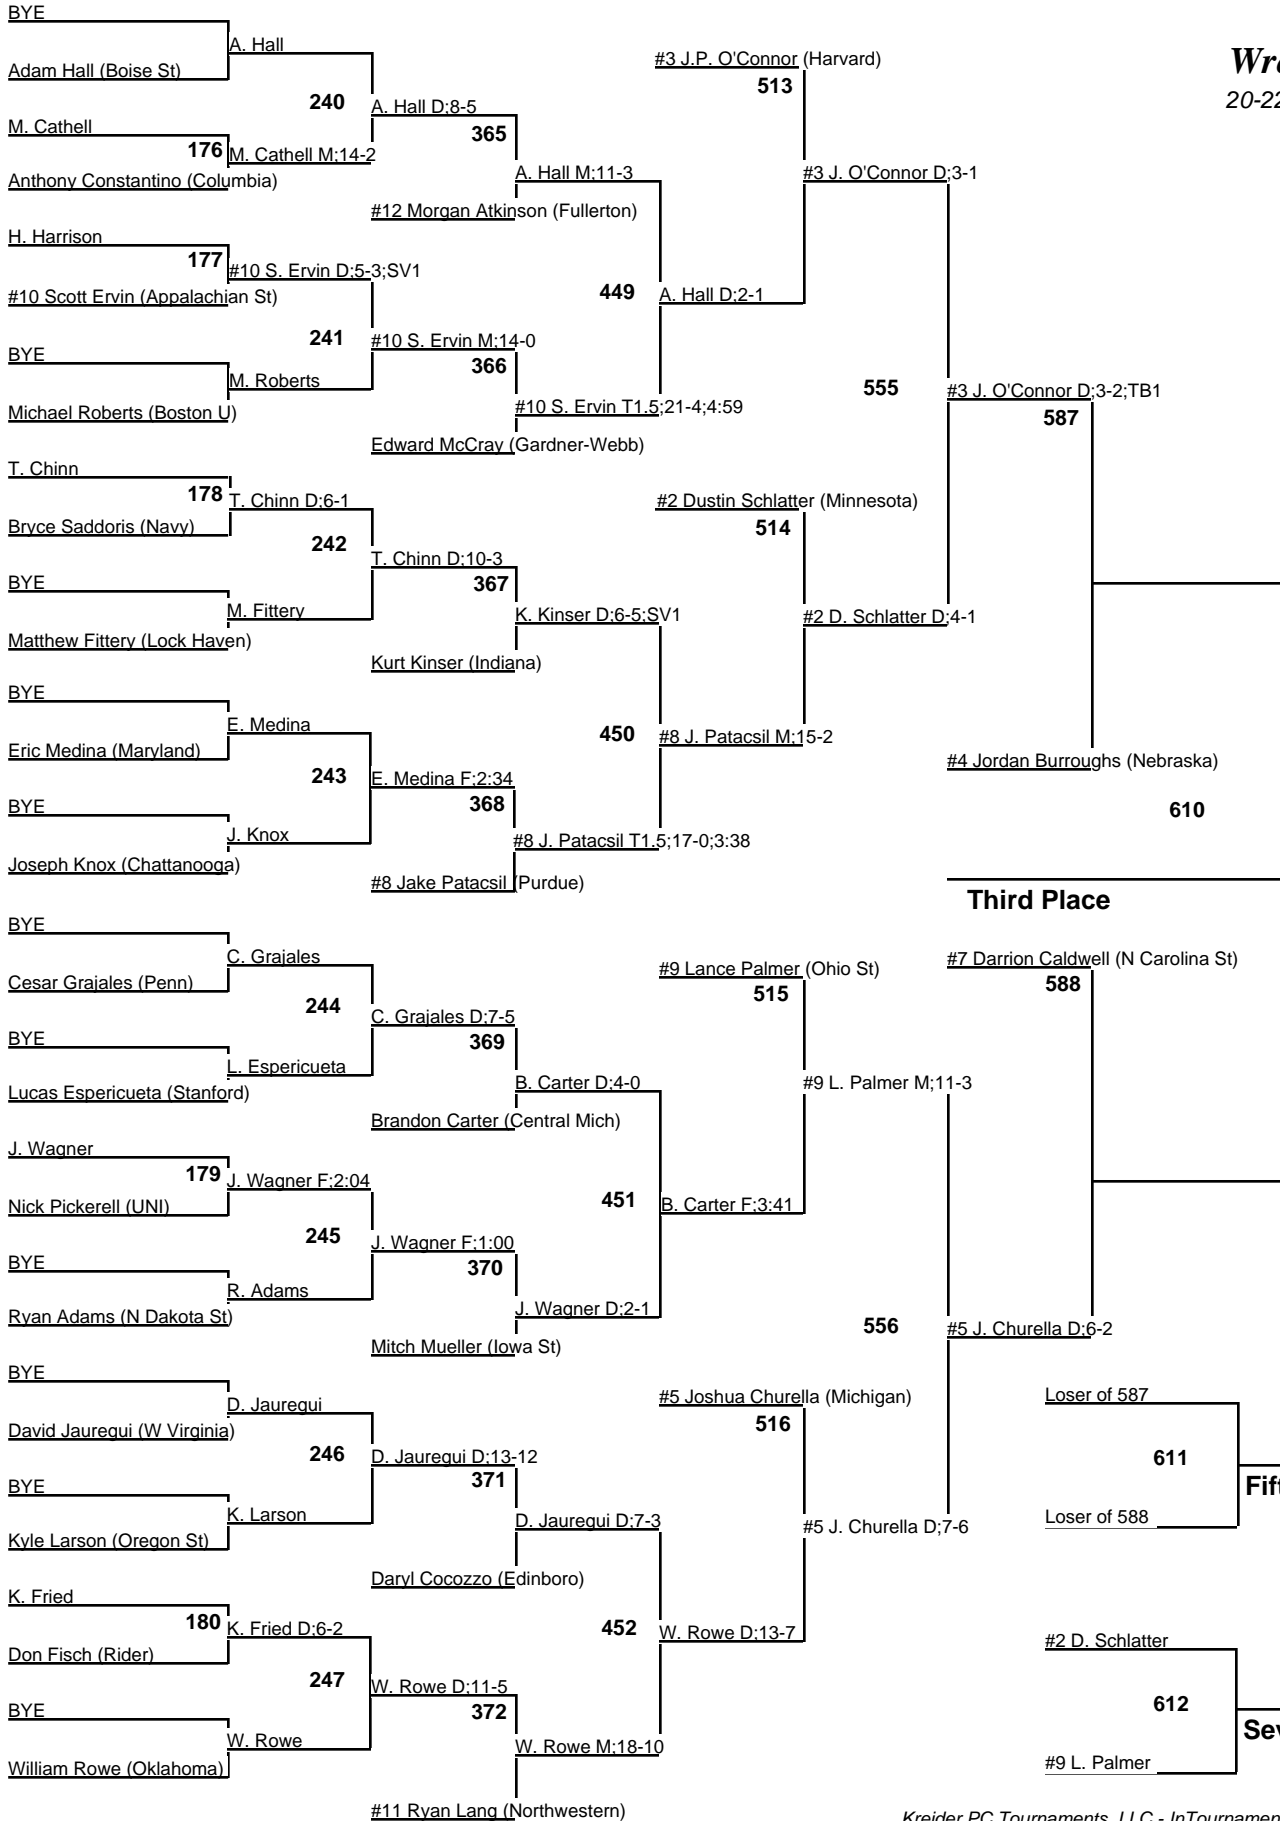 BYE
A. Hall
Adam Hall (Boise St)
240
A. Hall D;8-5
M. Cathell
176
M. Cathell M;14-2
Anthony Constantino (Columbia)
365
A. Hall M;11-3
#12 Morgan Atkinson (Fullerton)
H. Harrison
177
#10 S. Ervin D;5-3;SV1
#10 Scott Ervin (Appalachian St)
241
#10 S. Ervin M;14-0
BYE
M. Roberts
Michael Roberts (Boston U)
366
#10 S. Ervin T1.5;21-4;4:59
Edward McCray (Gardner-Webb)
449
A. Hall D;2-1
#3 J.P. O'Connor (Harvard)
513
#3 J. O'Connor D;3-1
T. Chinn
178
T. Chinn D;6-1
Bryce Saddoris (Navy)
242
T. Chinn D;10-3
BYE
M. Fittery
Matthew Fittery (Lock Haven)
367
K. Kinser D;6-5;SV1
Kurt Kinser (Indiana)
BYE
E. Medina
Eric Medina (Maryland)
243
E. Medina F;2:34
BYE
J. Knox
Joseph Knox (Chattanooga)
368
#8 J. Patacsil T1.5;17-0;3:38
#8 Jake Patacsil (Purdue)
450
#8 J. Patacsil M;15-2
#2 Dustin Schlatter (Minnesota)
514
#2 D. Schlatter D;4-1
555
#3 J. O'Connor D;3-2;TB1
587
#4 Jordan Burroughs (Nebraska)
610
Third Place
BYE
C. Grajales
Cesar Grajales (Penn)
244
C. Grajales D;7-5
BYE
L. Espericueta
Lucas Espericueta (Stanford)
369
B. Carter D;4-0
Brandon Carter (Central Mich)
J. Wagner
179
J. Wagner F;2:04
Nick Pickerell (UNI)
245
J. Wagner F;1:00
BYE
R. Adams
Ryan Adams (N Dakota St)
370
J. Wagner D;2-1
Mitch Mueller (Iowa St)
451
B. Carter F;3:41
#9 Lance Palmer (Ohio St)
515
#9 L. Palmer M;11-3
#7 Darrion Caldwell (N Carolina St)
588
556
#5 J. Churella D;6-2
BYE
D. Jauregui
David Jauregui (W Virginia)
246
D. Jauregui D;13-12
BYE
K. Larson
Kyle Larson (Oregon St)
371
D. Jauregui D;7-3
Daryl Cocozzo (Edinboro)
K. Fried
180
K. Fried D;6-2
Don Fisch (Rider)
247
W. Rowe D;11-5
BYE
W. Rowe
William Rowe (Oklahoma)
372
W. Rowe M;18-10
#11 Ryan Lang (Northwestern)
452
W. Rowe D;13-7
#5 Joshua Churella (Michigan)
516
#5 J. Churella D;7-6
Loser of 587
611
Loser of 588
#2 D. Schlatter
612
#9 L. Palmer
Kreider PC Tournaments, LLC - InTournamen
20-22